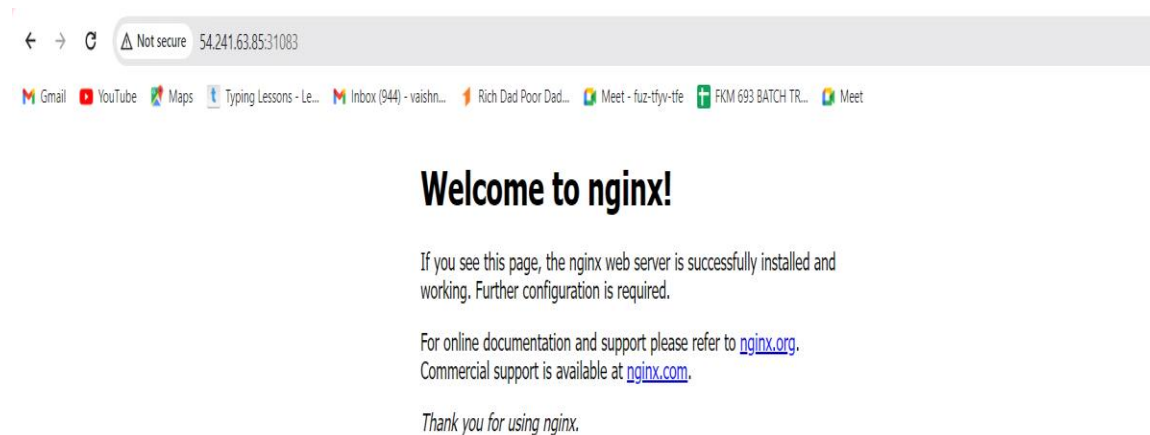 Not secure 54.241.63.85:31083
Gmail YouTube Maps Typing Lessons - Le... Inbox (944) - vaishn... Rich Dad Poor Dad... Meet - fuz-tfyv-tfe FKM 693 BATCH TR... Meet
Welcome to nginx!
If you see this page, the nginx web server is successfully installed and
working. Further configuration is required.
For online documentation and support please refer to nginx.org.
Commercial support is available at nginx.com.
Thank you for using nginx.